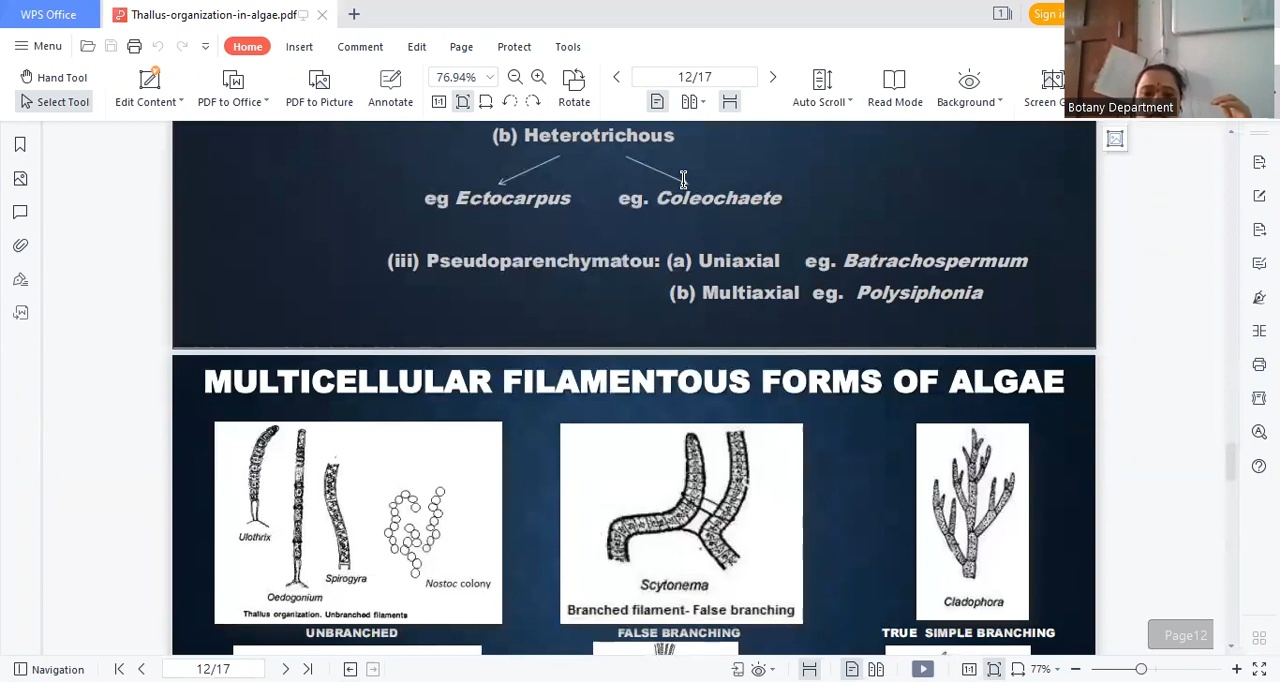 WPS Office
Thallus-organization-in-algae.pdf
1
Sign in
Menu
Home
Insert
Comment
Edit
Page
Protect
Tools
Hand Tool
Select Tool
Edit Content
PDF to Office
PDF to Picture
Annotate
76.94%
Rotate
12/17
Auto Scroll
Read Mode
Background
Screen
Botany Department
(b) Heterotrichous
eg Ectocarpus eg. Coleochaete
(iii) Pseudoparenchymatou: (a) Uniaxial eg. Batrachospermum
(b) Multiaxial eg. Polysiphonia
MULTICELLULAR FILAMENTOUS FORMS OF ALGAE
Ulothrix
Oedogonium
Spirogyra
Nostoc colony
Thallus organization. Unbranched filaments
UNBRANCHED
Scytonema
Branched filament- False branching
FALSE BRANCHING
Cladophora
TRUE SIMPLE BRANCHING
Page12
Navigation
12/17
77%